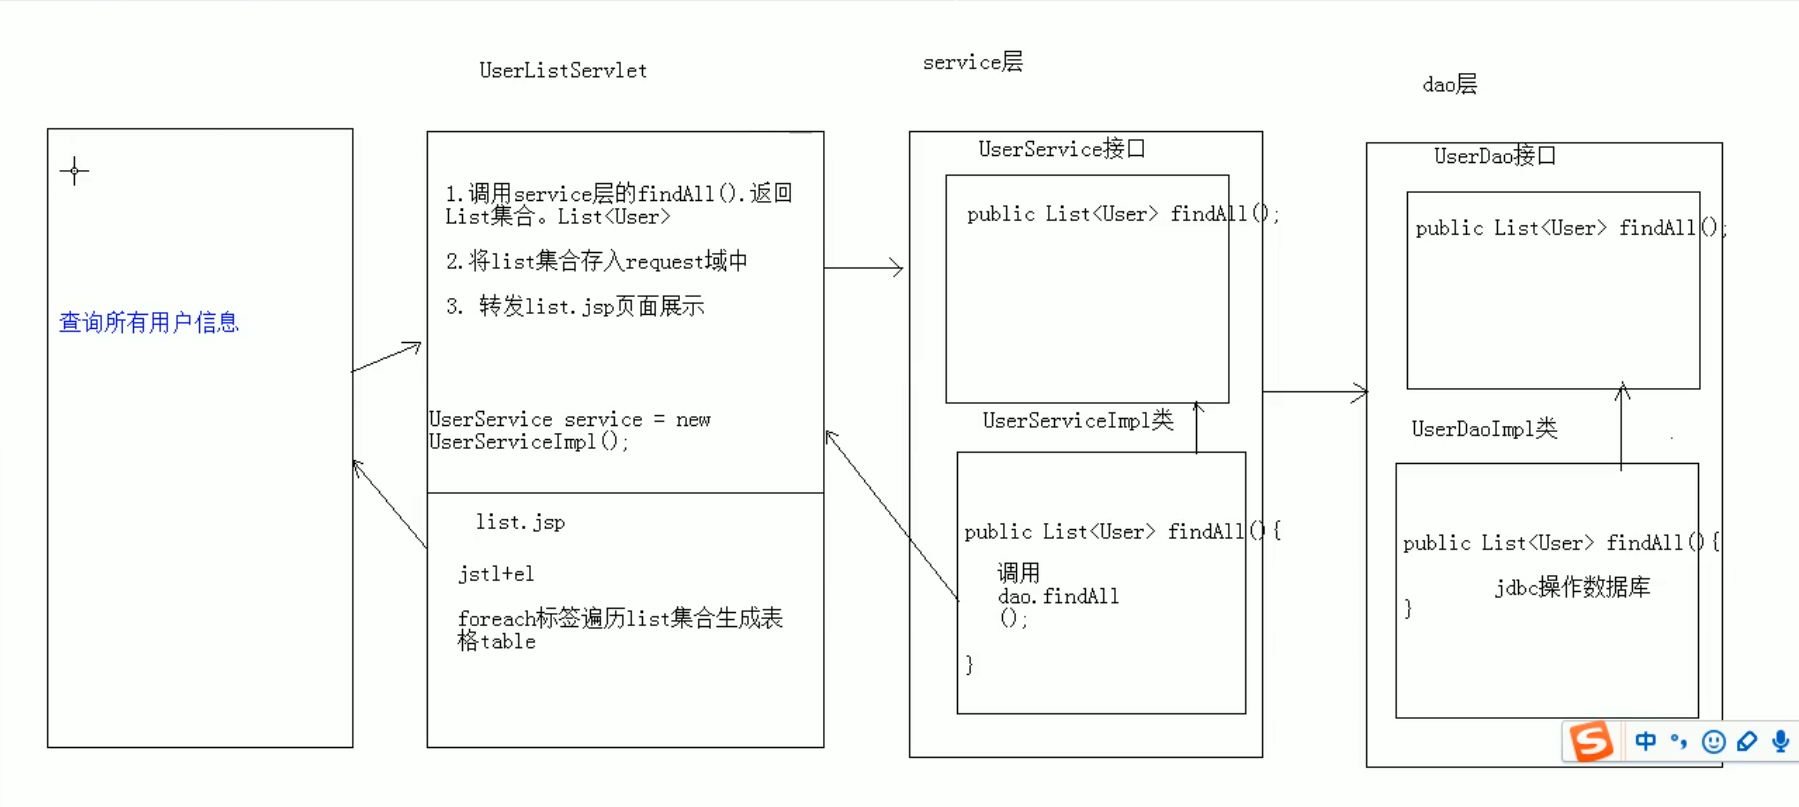 UserListServlet
service层
dao层
查询所有用户信息
1.调用service层的findAll().返回
List集合。List<User>
2.将list集合存入request域中
3. 转发list.jsp页面展示
UserService service = new
UserServiceImpl();
list.jsp
jstl+el
foreach标签遍历list集合生成表
格table
UserService接口
public List<User> findAll();
UserServiceImpl类
public List<User> findAll(){
调用
dao.findAll
();
}
UserDao接口
public List<User> findAll();
UserDaoImpl类
public List<User> findAll(){
jdbc操作数据库
}
S
中